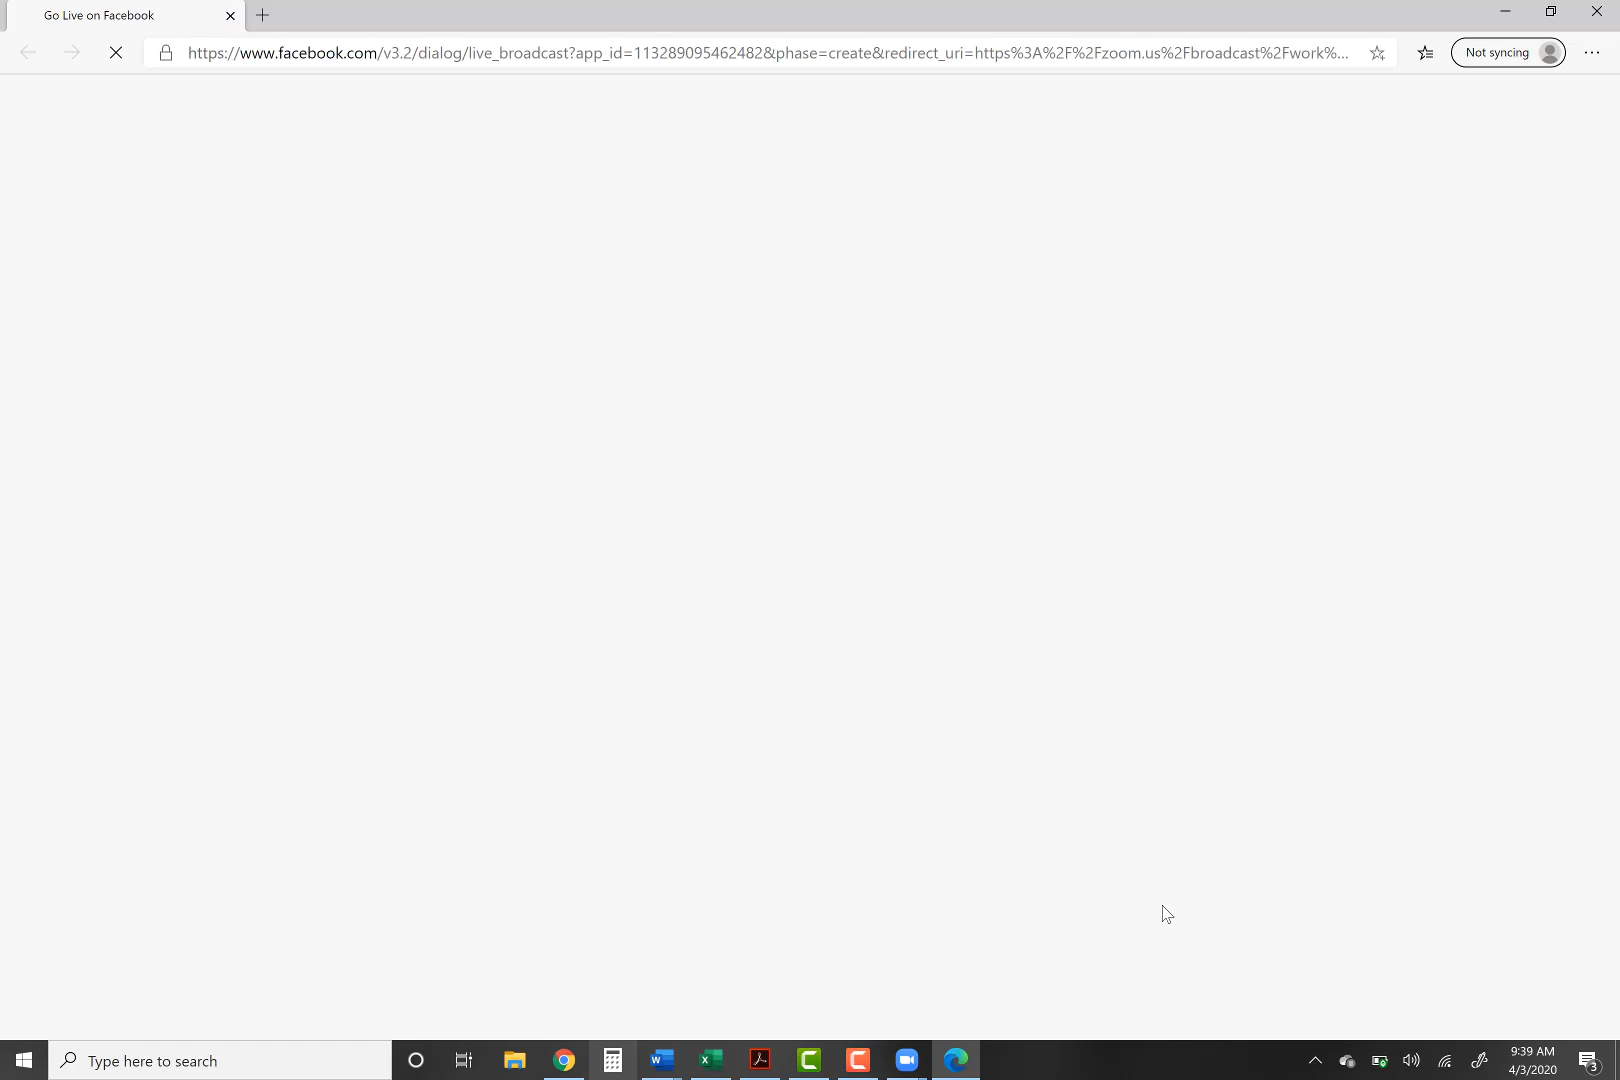 Go Live on Facebook
https://www.facebook.com/v3.2/dialog/live_broadcast?app_id=113289095462482&phase=create&redirect_uri=https%3A%2F%2Fzoom.us%2Fbroadcast%2Fwork%...
Not syncing
Type here to search
9:39 AM
4/3/2020
3